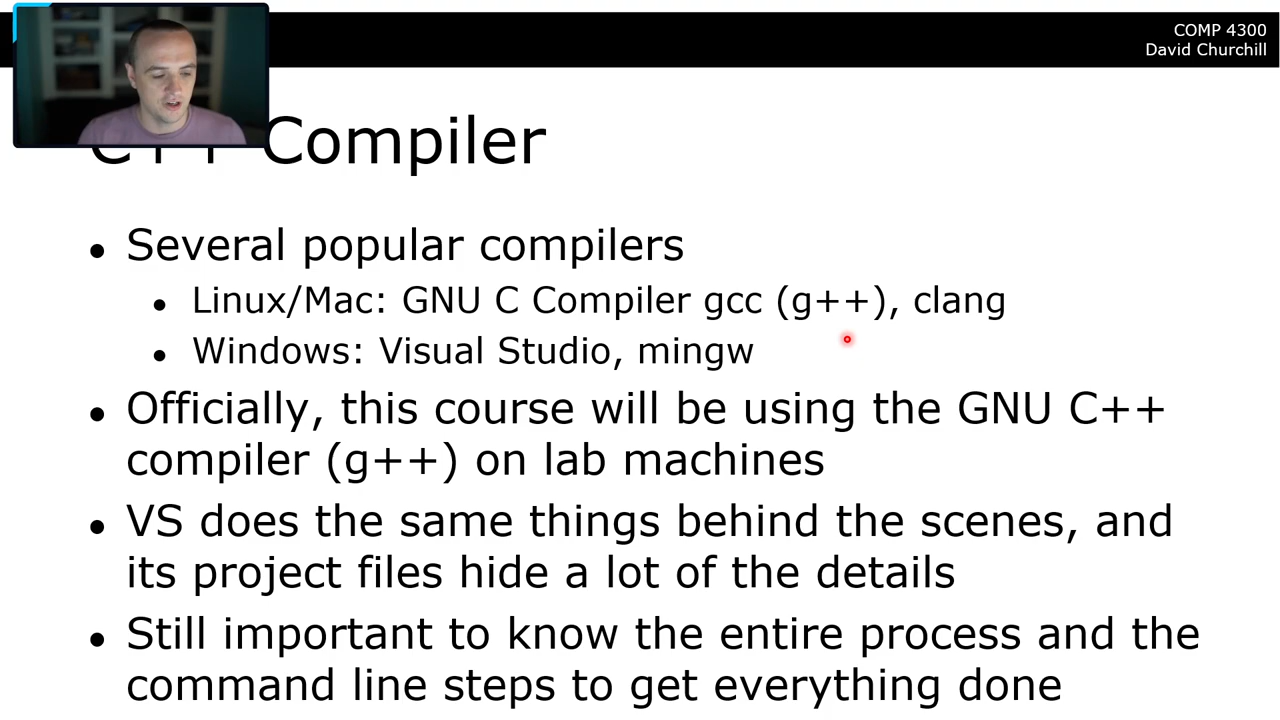 COMP 4300
David Churchill
C++ Compiler
• Several popular compilers
• Linux/Mac: GNU C Compiler gcc (g++), clang
• Windows: Visual Studio, mingw
• Officially, this course will be using the GNU C++
compiler (g++) on lab machines
• VS does the same things behind the scenes, and
its project files hide a lot of the details
• Still important to know the entire process and the
command line steps to get everything done